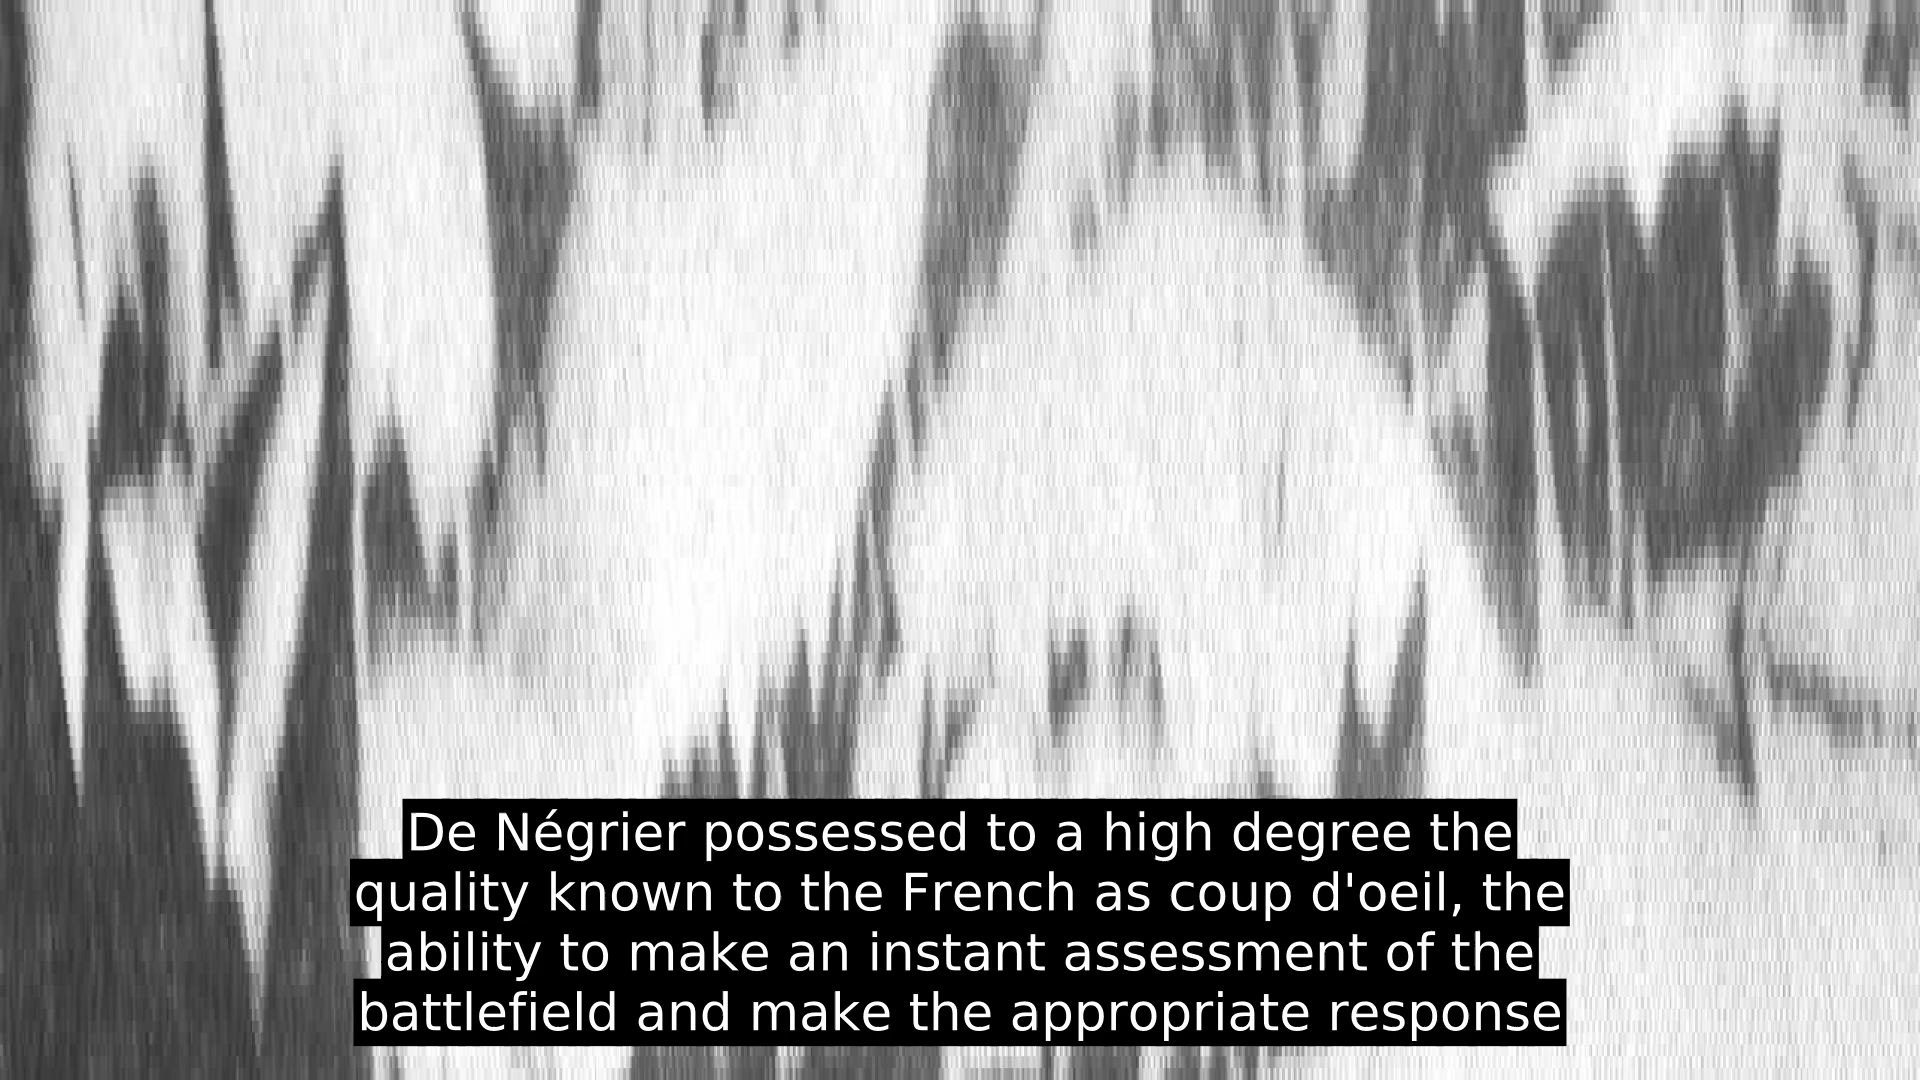 De Négrier possessed to a high degree the
quality known to the French as coup d'oeil, the
ability to make an instant assessment of the
battlefield and make the appropriate response